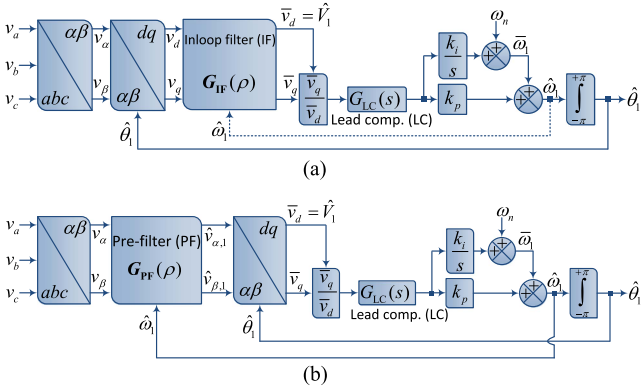 v_a αβ v_α dq v_d Inloop filter (IF) v̅_d = V̂_1 k_i/s ω_n ω̅_1
v_b G_IF(ρ) v̅_q v̅_q/v̅_d G_LC(s) k_p + + + + ω̂_1 +π ∫ −π θ̂_1
v_c abc v_β αβ v_q Lead comp. (LC)
θ̂_1 ω̂_1
(a)
v_a αβ v_α Pre-filter (PF) v̂_α,1 dq v̅_d = V̂_1 k_i/s ω_n ω̅_1
v_b G_PF(ρ) v̅_q v̅_q/v̅_d G_LC(s) k_p + + + + ω̂_1 +π ∫ −π θ̂_1
v_c abc v_β v̂_β,1 αβ Lead comp. (LC)
ω̂_1 θ̂_1
(b)